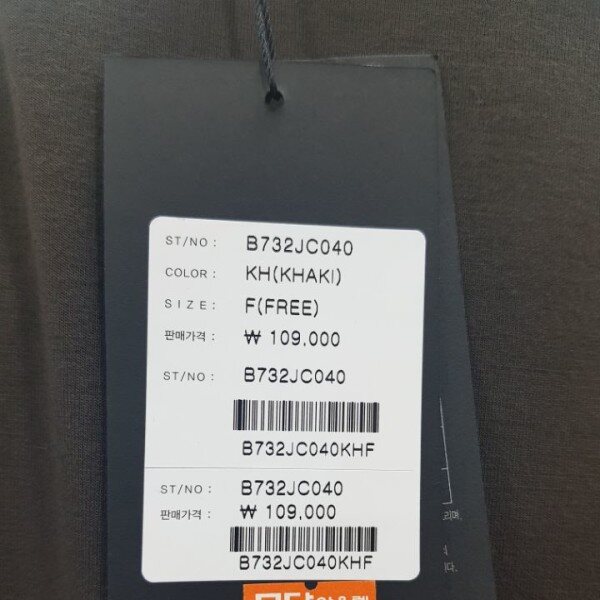 ST/NO : B732JC040
COLOR : KH(KHAKI)
SIZE : F(FREE)
판매가격 : ₩ 109,000
ST/NO : B732JC040
B732JC040KHF
ST/NO : B732JC040
판매가격 : ₩ 109,000
B732JC040KHF